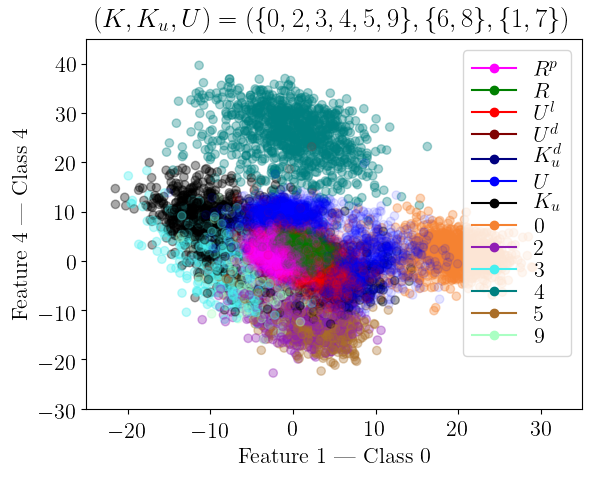 (K, K_u, U) = ({0, 2, 3, 4, 5, 9}, {6, 8}, {1, 7})
40
30
20
10
0
−10
−20
−30
Feature 4 — Class 4
R^p
R
U^l
U^d
K_u^d
U
K_u
0
2
3
4
5
9
−20
−10
0
10
20
30
Feature 1 — Class 0